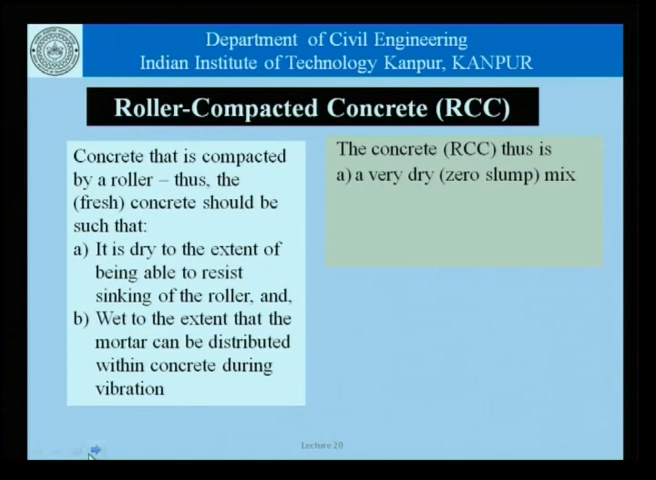 Department of Civil Engineering
Indian Institute of Technology Kanpur, KANPUR
Roller-Compacted Concrete (RCC)
Concrete that is compacted
by a roller – thus, the
(fresh) concrete should be
such that:
a) It is dry to the extent of
being able to resist
sinking of the roller, and,
b) Wet to the extent that the
mortar can be distributed
within concrete during
vibration
The concrete (RCC) thus is
a) a very dry (zero slump) mix
Lecture 20